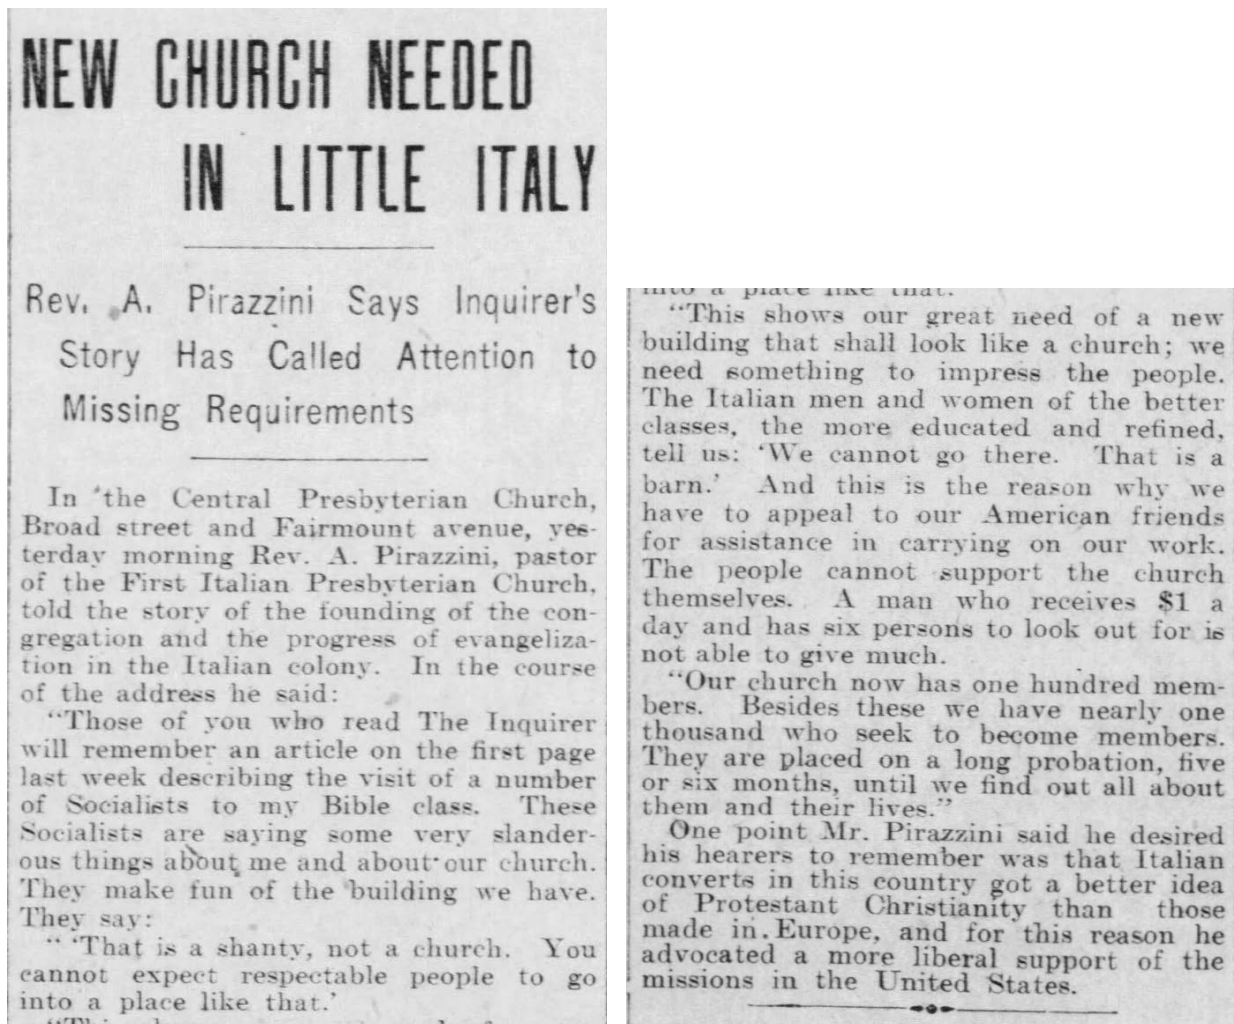 NEW CHURCH NEEDED
IN LITTLE ITALY
Rev. A. Pirazzini Says Inquirer's
Story Has Called Attention to
Missing Requirements
In the Central Presbyterian Church,
Broad street and Fairmount avenue, yes-
terday morning Rev. A. Pirazzini, pastor
of the First Italian Presbyterian Church,
told the story of the founding of the con-
gregation and the progress of evangeliza-
tion in the Italian colony. In the course
of the address he said:
"Those of you who read The Inquirer
will remember an article on the first page
last week describing the visit of a number
of Socialists to my Bible class. These
Socialists are saying some very slander-
ous things about me and about our church.
They make fun of the building we have.
They say:
" 'That is a shanty, not a church. You
cannot expect respectable people to go
into a place like that.'
into a place like that.
"This shows our great need of a new
building that shall look like a church; we
need something to impress the people.
The Italian men and women of the better
classes, the more educated and refined,
tell us: 'We cannot go there. That is a
barn.' And this is the reason why we
have to appeal to our American friends
for assistance in carrying on our work.
The people cannot support the church
themselves. A man who receives $1 a
day and has six persons to look out for is
not able to give much.
"Our church now has one hundred mem-
bers. Besides these we have nearly one
thousand who seek to become members.
They are placed on a long probation, five
or six months, until we find out all about
them and their lives."
One point Mr. Pirazzini said he desired
his hearers to remember was that Italian
converts in this country got a better idea
of Protestant Christianity than those
made in Europe, and for this reason he
advocated a more liberal support of the
missions in the United States.